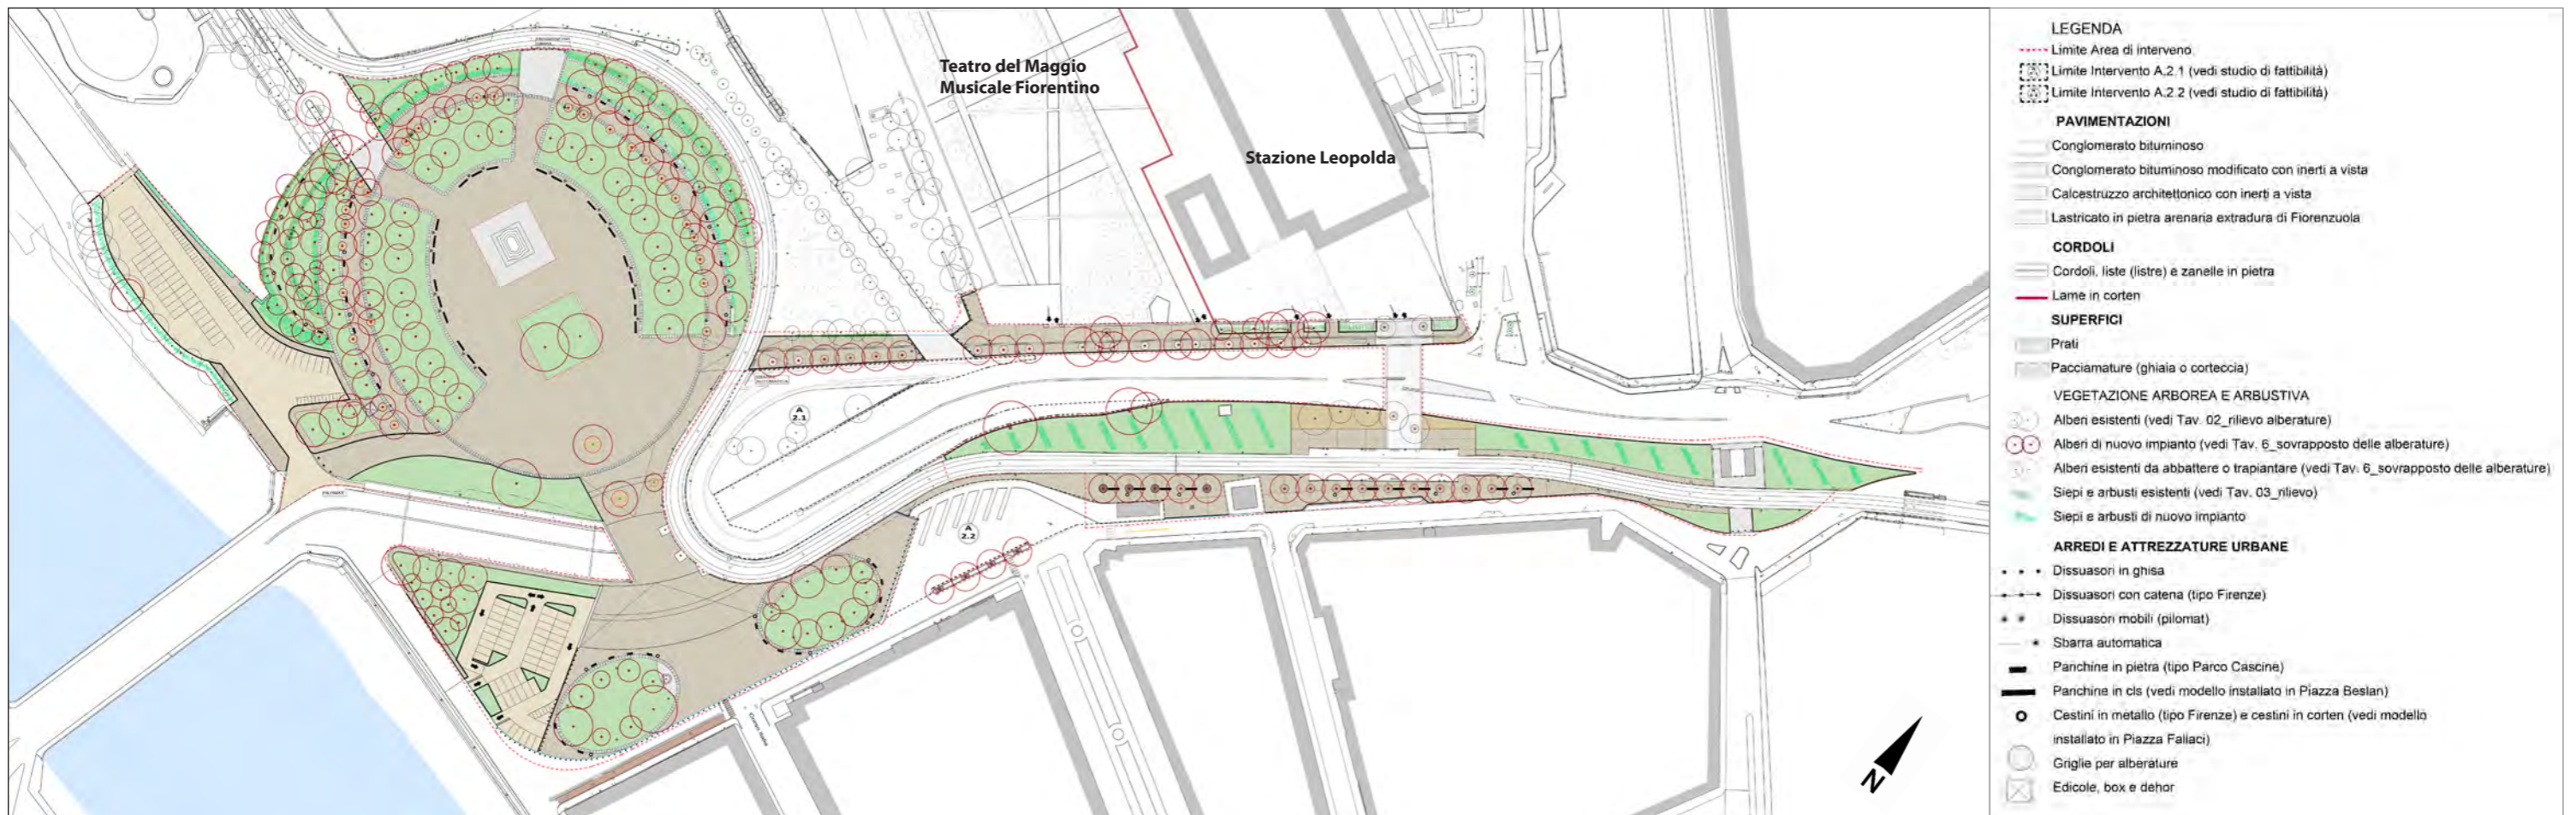 Teatro del Maggio
Musicale Fiorentino
Stazione Leopolda
A
2.1
A
2.2
N
LEGENDA
Limite Area di interveno
Limite Intervento A.2.1 (vedi studio di fattibilità)
Limite Intervento A.2.2 (vedi studio di fattibilità)
PAVIMENTAZIONI
Conglomerato bituminoso
Conglomerato bituminoso modificato con inerti a vista
Calcestruzzo architettonico con inerti a vista
Lastricato in pietra arenaria extradura di Fiorenzuola
CORDOLI
Cordoli, liste (listre) e zanelle in pietra
Lame in corten
SUPERFICI
Prati
Pacciamature (ghiaia o corteccia)
VEGETAZIONE ARBOREA E ARBUSTIVA
Alberi esistenti (vedi Tav. 02_rilievo alberature)
Alberi di nuovo impianto (vedi Tav. 6_sovrapposto delle alberature)
Alberi esistenti da abbattere o trapiantare (vedi Tav. 6_sovrapposto delle alberature)
Siepi e arbusti esistenti (vedi Tav. 03_rilievo)
Siepi e arbusti di nuovo impianto
ARREDI E ATTREZZATURE URBANE
Dissuasori in ghisa
Dissuasori con catena (tipo Firenze)
Dissuasori mobili (pilomat)
Sbarra automatica
Panchine in pietra (tipo Parco Cascine)
Panchine in cls (vedi modello installato in Piazza Beslan)
Cestini in metallo (tipo Firenze) e cestini in corten (vedi modello
installato in Piazza Fallaci)
Griglie per alberature
Edicole, box e dehor